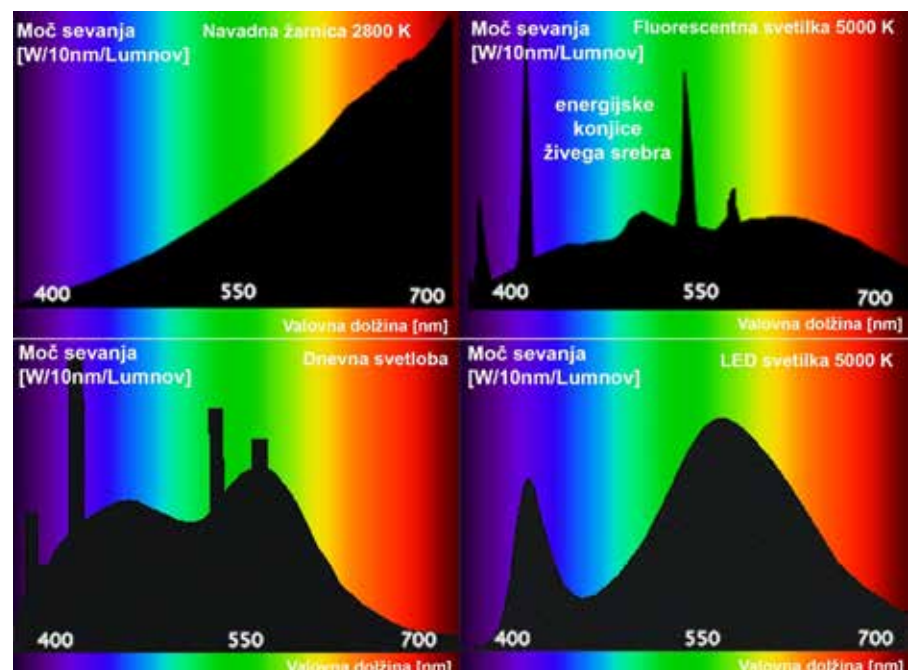 Moč sevanja
[W/10nm/Lumnov]
Navadna žarnica 2800 K
400 550 700
Valovna dolžina [nm]
Moč sevanja
[W/10nm/Lumnov]
Fluorescentna svetilka 5000 K
energijske
konjice
živega srebra
400 550 700
Valovna dolžina [nm]
Moč sevanja
[W/10nm/Lumnov]
Dnevna svetloba
400 550 700
Valovna dolžina [nm]
Moč sevanja
[W/10nm/Lumnov]
LED svetilka 5000 K
400 550 700
Valovna dolžina [nm]